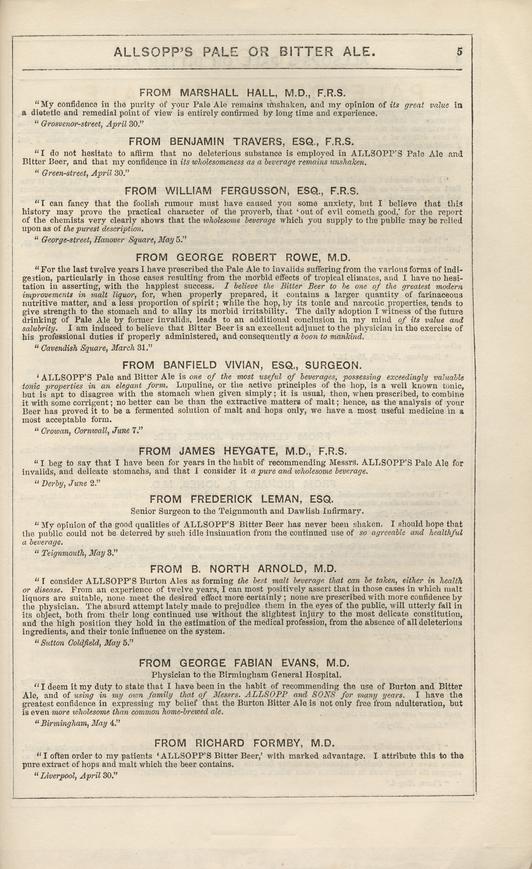 ALLSOPP'S PALE OR BITTER ALE. 5
FROM MARSHALL HALL, M.D., F.R.S.
"My confidence in the purity of your Pale Ale remains unshaken, and my opinion of its great value in
a dietetic and remedial point of view is entirely confirmed by long time and experience.
"Grosvenor-street, April 30."
FROM BENJAMIN TRAVERS, ESQ., F.R.S.
"I do not hesitate to affirm that no deleterious substance is employed in ALLSOPP'S Pale Ale and
Bitter Beer, and that my confidence in its wholesomeness as a beverage remains unshaken.
"Green-street, April 30."
FROM WILLIAM FERGUSSON, ESQ., F.R.S.
"I can fancy that the foolish rumour must have caused you some anxiety, but I believe that this
history may prove the practical character of the proverb, that 'out of evil cometh good,' for the report
of the chemists very clearly shows that the wholesome beverage which you supply to the public may be relied
upon as of the purest description.
"George-street, Hanover Square, May 5."
FROM GEORGE ROBERT ROWE, M.D.
"For the last twelve years I have prescribed the Pale Ale to invalids suffering from the various forms of indi-
gestion, particularly in those cases resulting from the morbid effects of tropical climates, and I have no hesi-
tation in asserting, with the happiest success. I believe the Bitter Beer to be one of the greatest modern
improvements in malt liquor, for, when properly prepared, it contains a larger quantity of farinaceous
nutritive matter, and a less proportion of spirit; while the hop, by its tonic and narcotic properties, tends to
give strength to the stomach and to allay its morbid irritability. The daily adoption I witness of the future
drinking of Pale Ale by former invalids, leads to an additional conclusion in my mind of its value and
salubrity. I am induced to believe that Bitter Beer is an excellent adjunct to the physician in the exercise of
his professional duties if properly administered, and consequently a boon to mankind.
"Cavendish Square, March 31."
FROM BANFIELD VIVIAN, ESQ., SURGEON.
'ALLSOPP'S Pale and Bitter Ale is one of the most useful of beverages, possessing exceedingly valuable
tonic properties in an elegant form. Lupuline, or the active principles of the hop, is a well known tonic,
but is apt to disagree with the stomach when given simply; it is usual, then, when prescribed, to combine
it with some corrigent; no better can be than the extractive matters of malt; hence, as the analysis of your
Beer has proved it to be a fermented solution of malt and hops only, we have a most useful medicine in a
most acceptable form.
"Crowan, Cornwall, June 7."
FROM JAMES HEYGATE, M.D., F.R.S.
"I beg to say that I have been for years in the habit of recommending Messrs. ALLSOPP'S Pale Ale for
invalids, and delicate stomachs, and that I consider it a pure and wholesome beverage.
"Derby, June 2."
FROM FREDERICK LEMAN, ESQ.
Senior Surgeon to the Teignmouth and Dawlish Infirmary.
"My opinion of the good qualities of ALLSOPP'S Bitter Beer has never been shaken. I should hope that
the public could not be deterred by such idle insinuation from the continued use of so agreeable and healthful
a beverage.
"Teignmouth, May 3."
FROM B. NORTH ARNOLD, M.D.
"I consider ALLSOPP'S Burton Ales as forming the best malt beverage that can be taken, either in health
or disease. From an experience of twelve years, I can most positively assert that in those cases in which malt
liquors are suitable, none meet the desired effect more certainly; none are prescribed with more confidence by
the physician. The absurd attempt lately made to prejudice them in the eyes of the public, will utterly fail in
its object, both from their long continued use without the slightest injury to the most delicate constitution,
and the high position they hold in the estimation of the medical profession, from the absence of all deleterious
ingredients, and their tonic influence on the system.
"Sutton Coldfield, May 5."
FROM GEORGE FABIAN EVANS, M.D.
Physician to the Birmingham General Hospital.
"I deem it my duty to state that I have been in the habit of recommending the use of Burton and Bitter
Ale, and of using in my own family that of Messrs. ALLSOPP and SONS for many years. I have the
greatest confidence in expressing my belief that the Burton Bitter Ale is not only free from adulteration, but
is even more wholesome than common home-brewed ale.
"Birmingham, May 4."
FROM RICHARD FORMBY, M.D.
"I often order to my patients 'ALLSOPP'S Bitter Beer,' with marked advantage. I attribute this to the
pure extract of hops and malt which the beer contains.
"Liverpool, April 30."